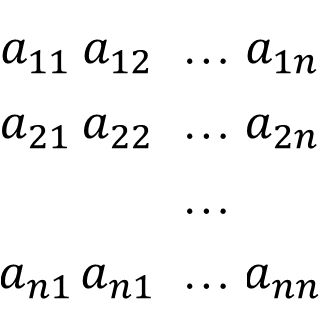 a₁₁ a₁₂ … a₁ₙ
a₂₁ a₂₂ … a₂ₙ
…
aₙ₁ aₙ₁ … aₙₙ